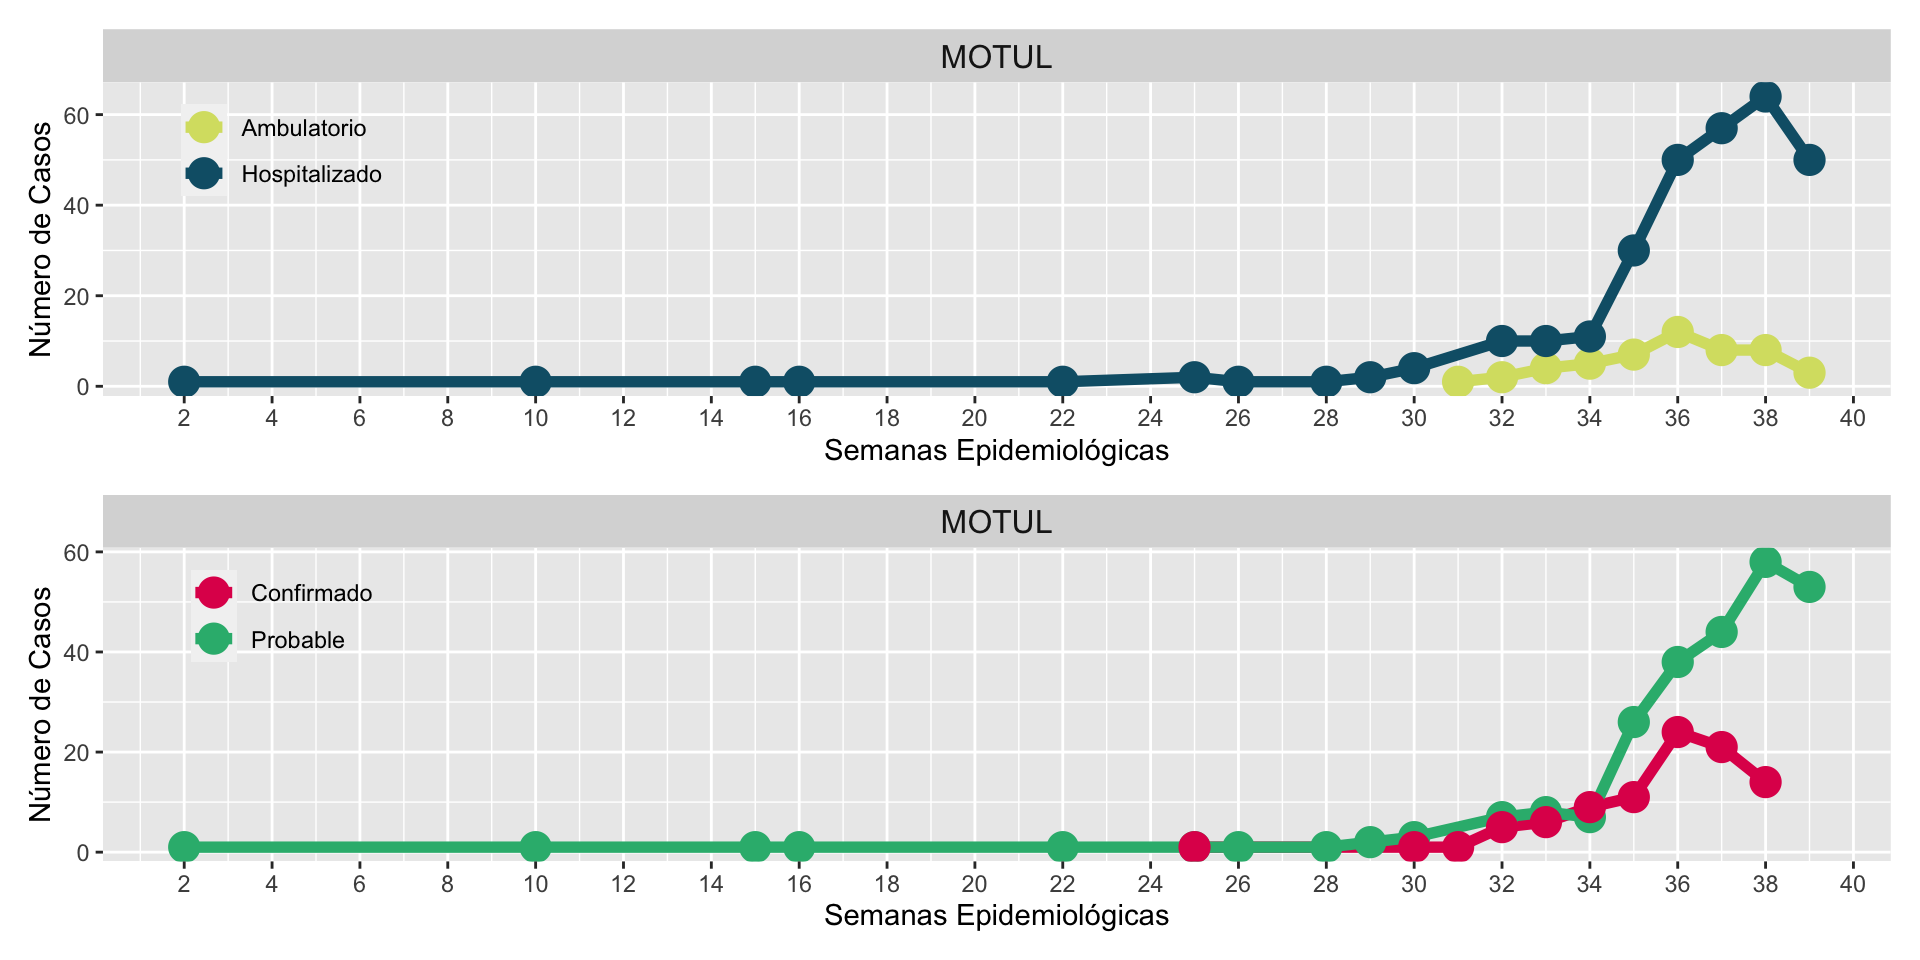 MOTUL
Número de Casos
60
40
20
0
Ambulatorio
Hospitalizado
2 4 6 8 10 12 14 16 18 20 22 24 26 28 30 32 34 36 38 40
Semanas Epidemiológicas
MOTUL
Número de Casos
60
40
20
0
Confirmado
Probable
2 4 6 8 10 12 14 16 18 20 22 24 26 28 30 32 34 36 38 40
Semanas Epidemiológicas